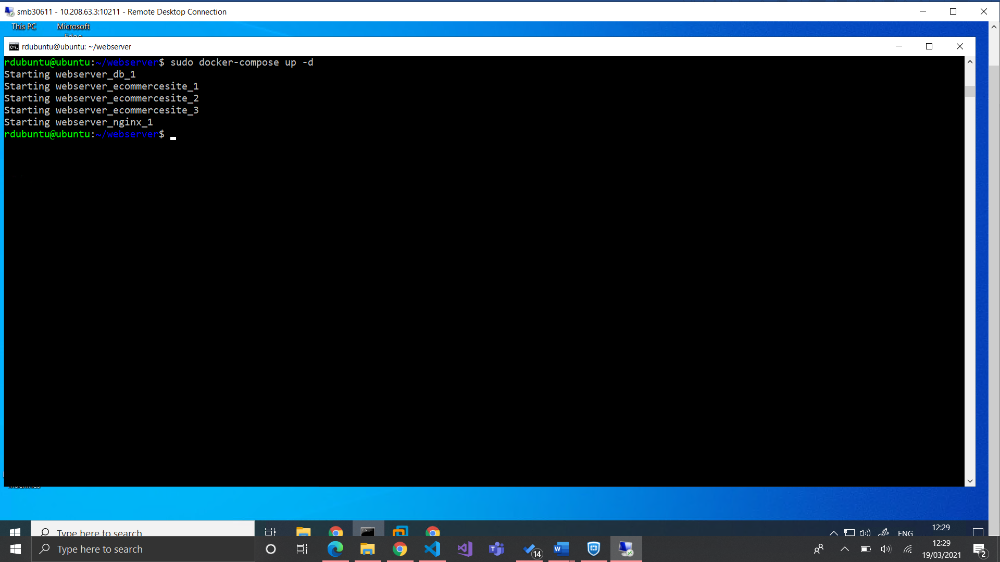 smb30611 - 10.208.63.3:10211 - Remote Desktop Connection
This PC
Microsoft
Edge
rdubuntu@ubuntu: ~/webserver
rdubuntu@ubuntu:~/webserver$ sudo docker-compose up -d
Starting webserver_db_1
Starting webserver_ecommercesite_1
Starting webserver_ecommercesite_2
Starting webserver_ecommercesite_3
Starting webserver_nginx_1
rdubuntu@ubuntu:~/webserver$
Machines
Type here to search
ENG
12:29
Type here to search
14
12:29
19/03/2021
2